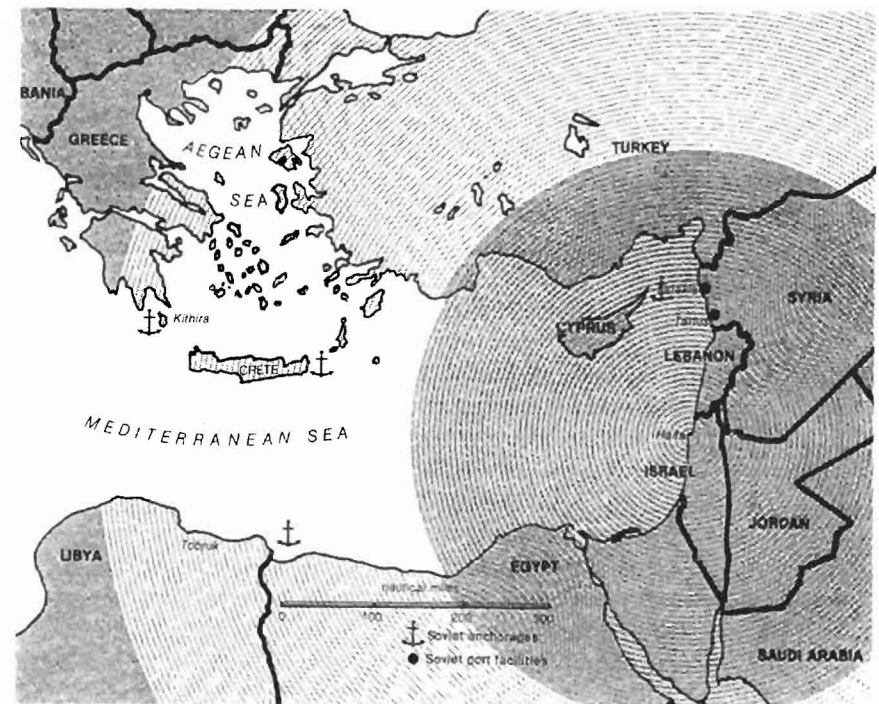 BANIA
GREECE
AEGEAN
SEA
TURKEY
Kithira
CRETE
CYPRUS
SYRIA
LEBANON
MEDITERRANEAN SEA
Haifa
ISRAEL
JORDAN
LIBYA
Tobruk
EGYPT
nautical miles
0 100 200 300
Soviet anchorages
Soviet port facilities
SAUDI ARABIA